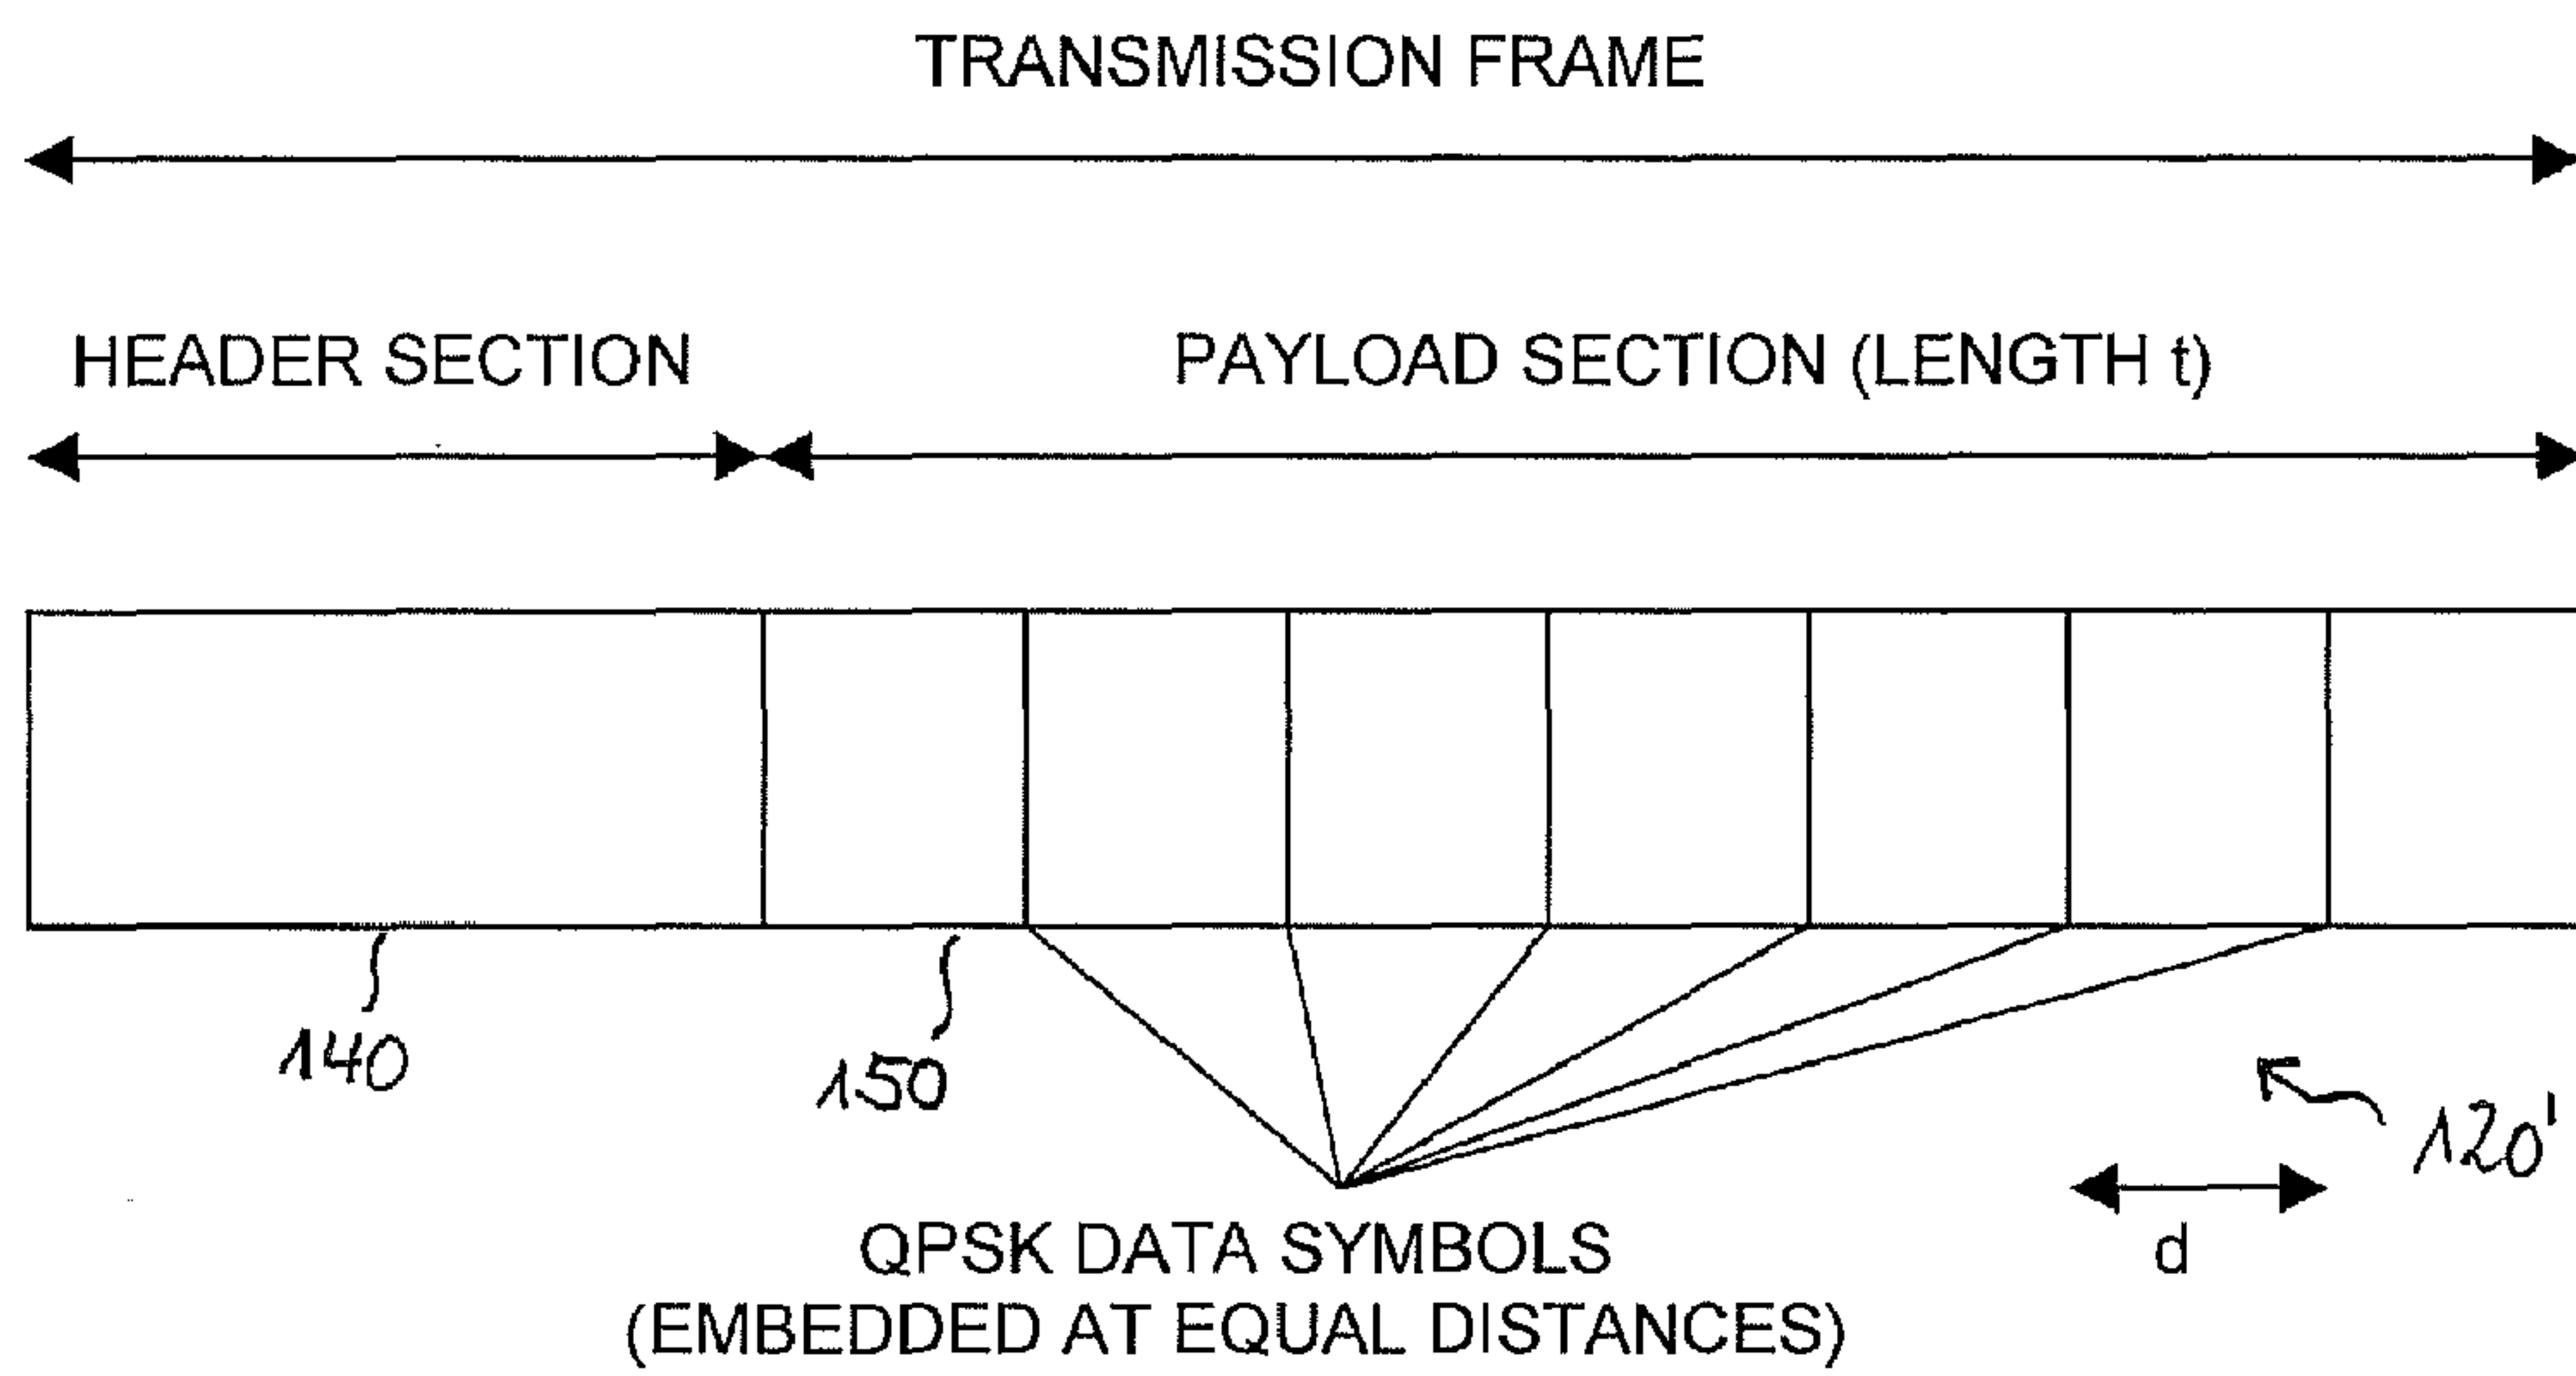 TRANSMISSION FRAME
HEADER SECTION
PAYLOAD SECTION (LENGTH t)
140
150
120'
d
QPSK DATA SYMBOLS
(EMBEDDED AT EQUAL DISTANCES)